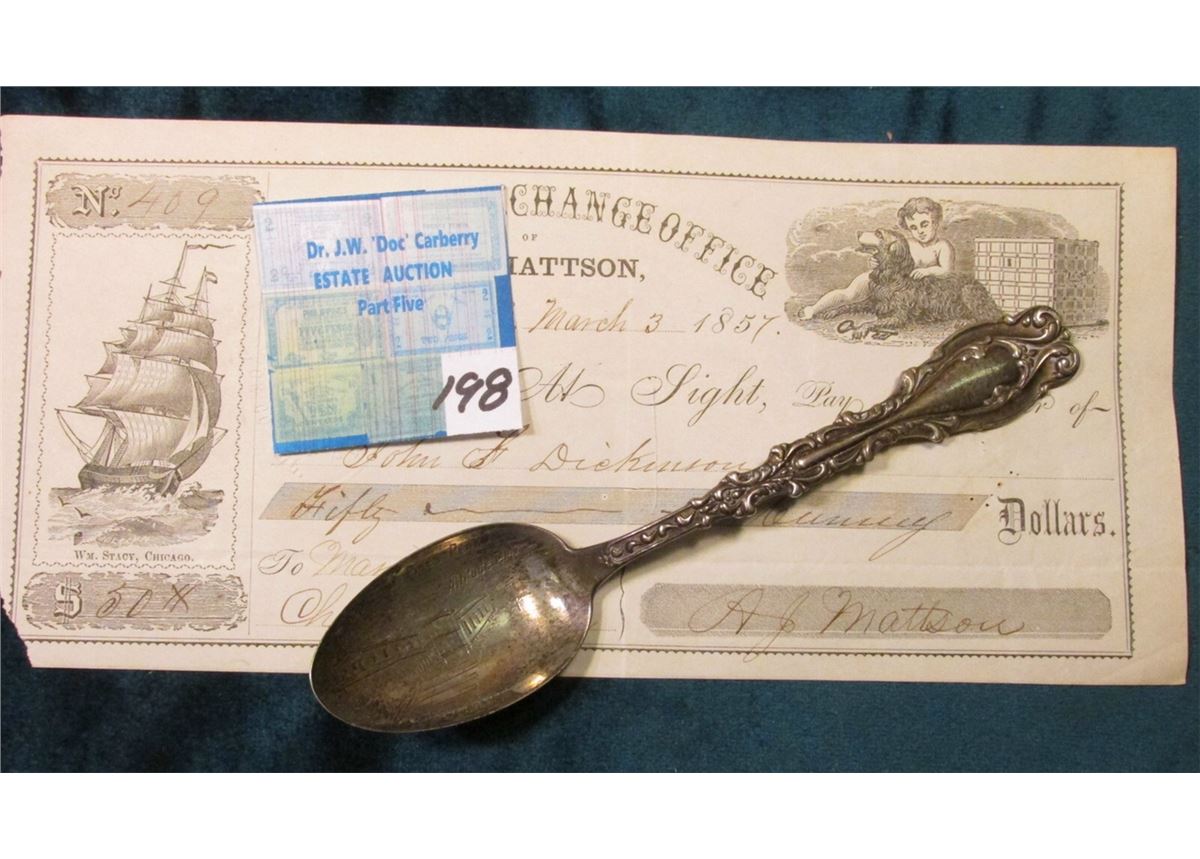 No. 409
CHANGE OFFICE
OF
MATTSON,
March 3 1857.
At Sight, Pay
of
John F Dickinson
Fifty
Dollars.
To
WM. STACY, CHICAGO.
$ 50
A J Mattson
Dr. J.W. 'Doc' Carberry
ESTATE AUCTION
Part Five
198